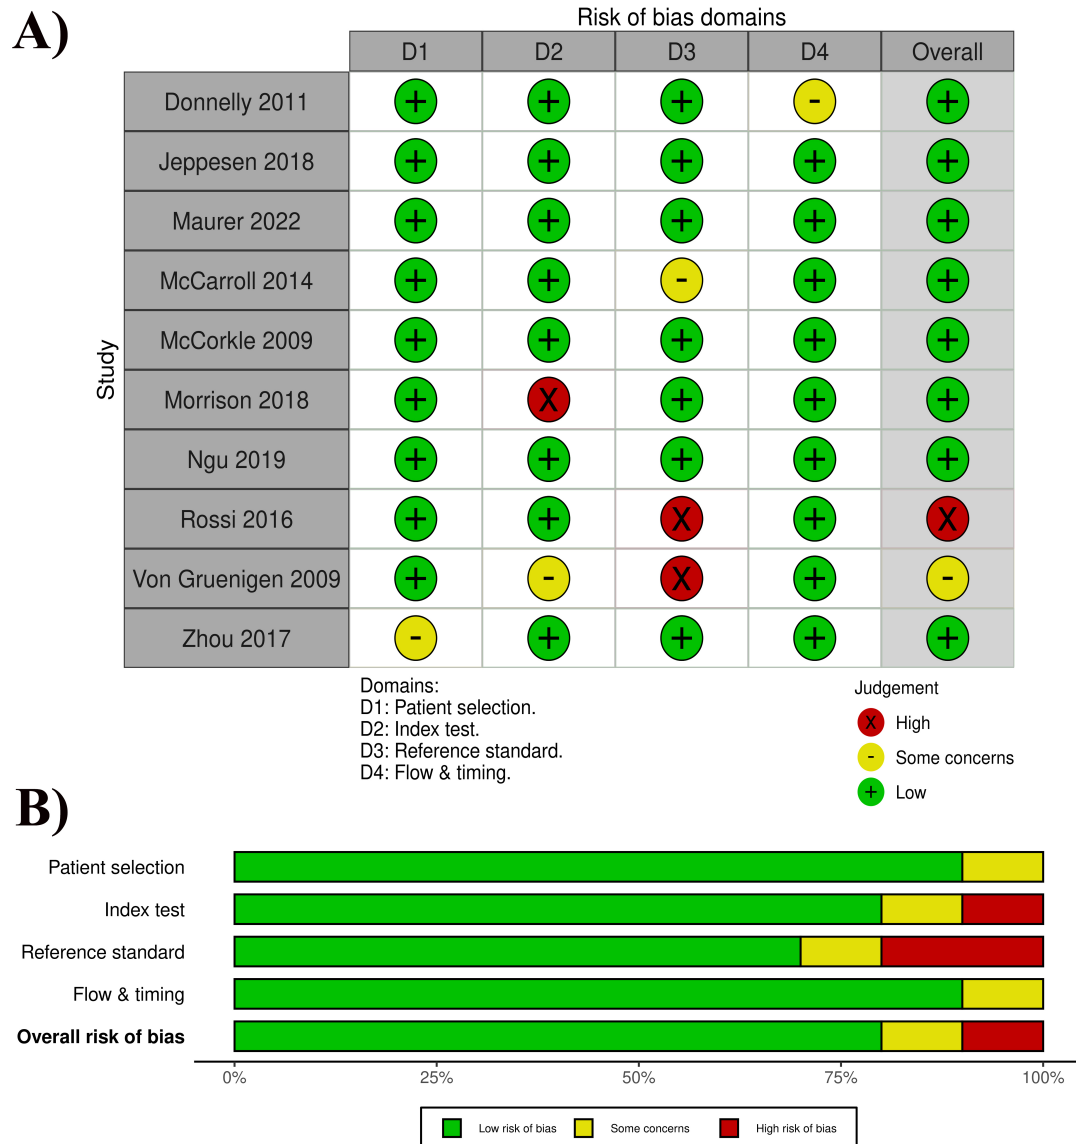 A)
Risk of bias domains
D1 D2 D3 D4 Overall
Study
Donnelly 2011 + + + - +
Jeppesen 2018 + + + + +
Maurer 2022 + + + + +
McCarroll 2014 + + - + +
McCorkle 2009 + + + + +
Morrison 2018 + X + + +
Ngu 2019 + + + + +
Rossi 2016 + + X + X
Von Gruenigen 2009 + - X + -
Zhou 2017 - + + + +
Domains:
D1: Patient selection.
D2: Index test.
D3: Reference standard.
D4: Flow & timing.
Judgement
X High
- Some concerns
+ Low
B)
Patient selection
Index test
Reference standard
Flow & timing
Overall risk of bias
0% 25% 50% 75% 100%
Low risk of bias Some concerns High risk of bias